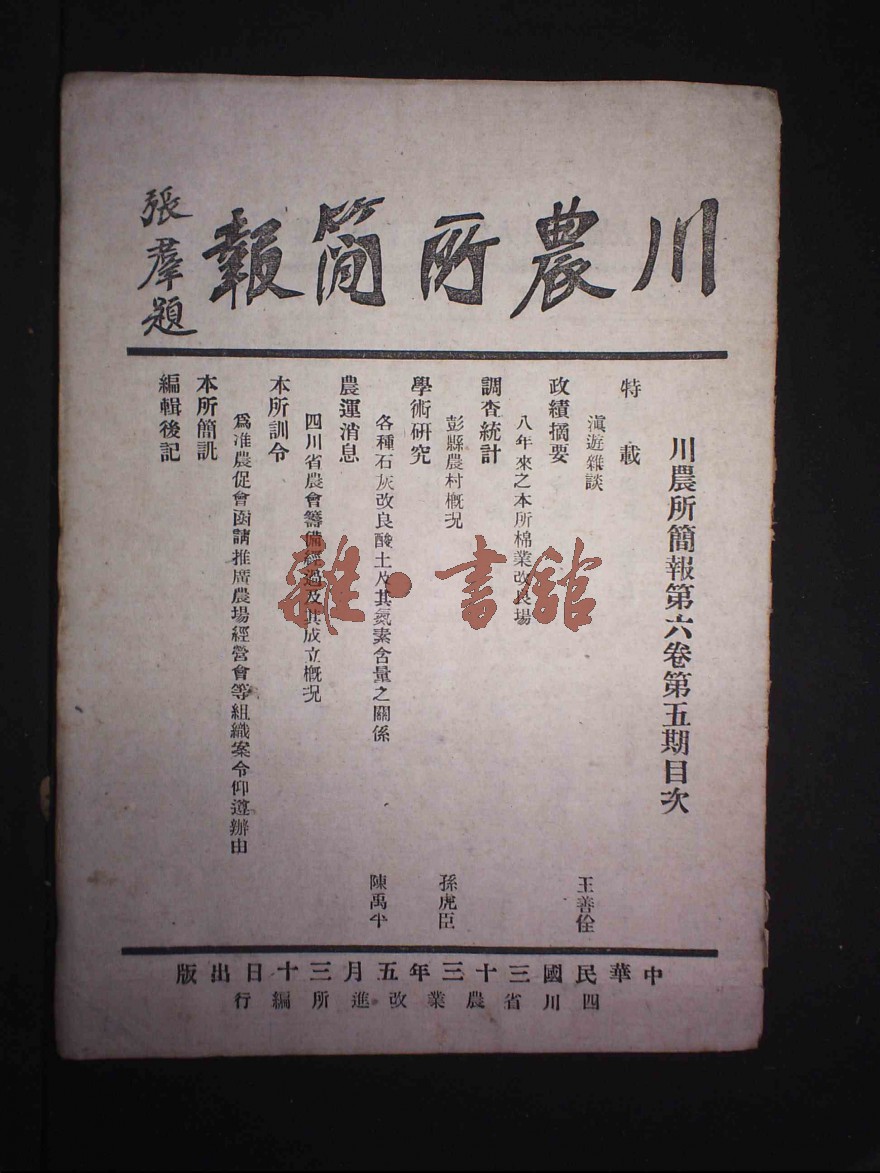 川農所简報
張羣題
川農所簡報第六卷第五期目次
特載
滇遊雜談 王善佺
政績摘要
八年來之本所棉業改良場
調查統計
彭縣農村概況 孫虎臣
學術研究
各種石灰改良酸土及其氮素含量之關係 陳禹平
農運消息
四川省農會籌備經過及其成立概況
本所訓令
爲准農促會函請推廣農場經營會等組織案令仰遵辦由
本所簡訊
編輯後記
中華民國三十三年五月三十日出版
四川省農業改進所編行
雜·書館